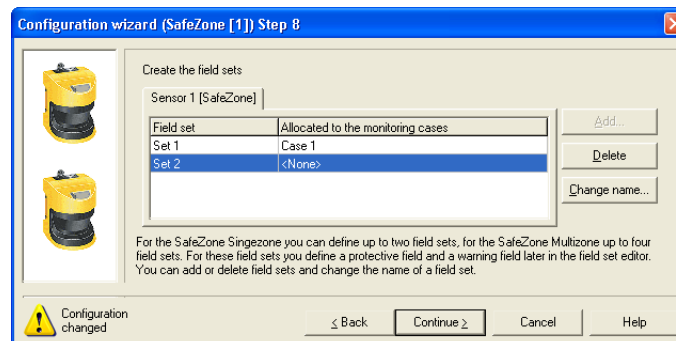 Configuration wizard (SafeZone [1]) Step 8
Create the field sets
Sensor 1 [SafeZone]
Field set Allocated to the monitoring cases
Set 1 Case 1
Set 2 <None>
Add...
Delete
Change name...
For the SafeZone Singezone you can define up to two field sets, for the SafeZone Multizone up to four
field sets. For these field sets you define a protective field and a warning field later in the field set editor.
You can add or delete field sets and change the name of a field set.
Configuration
changed
< Back Continue > Cancel Help